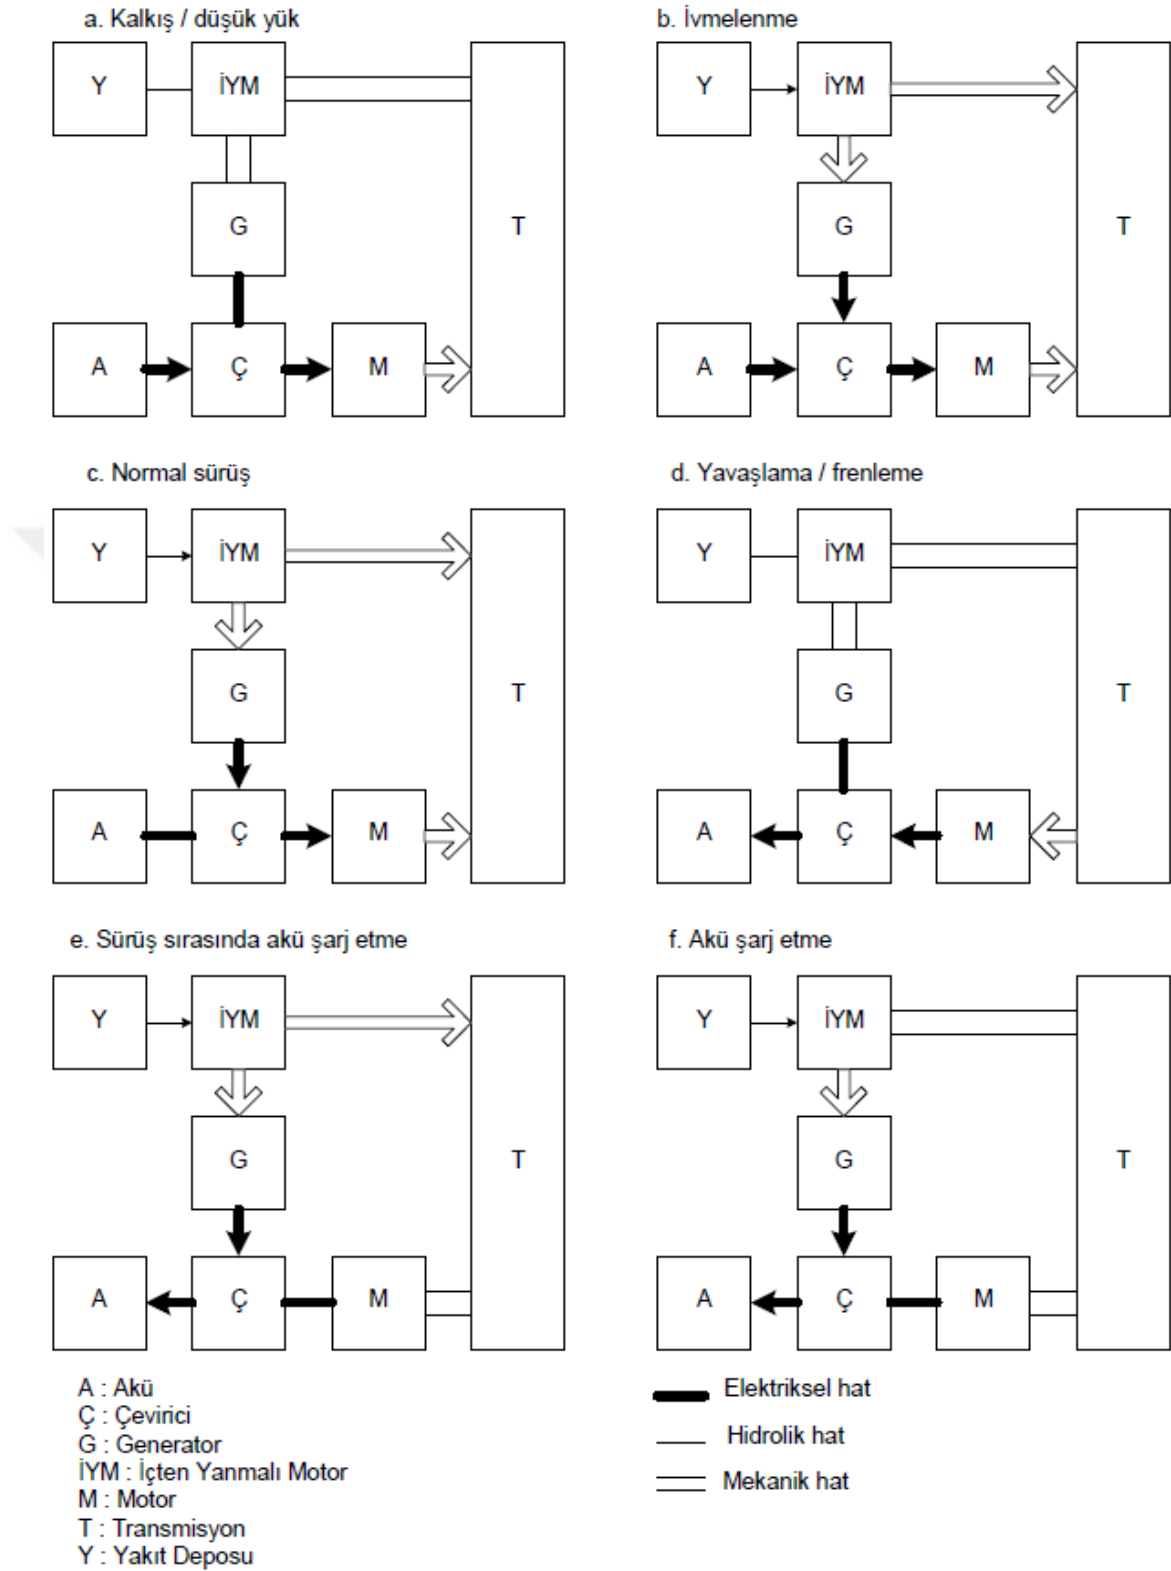 a. Kalkış / düşük yük
b. İvmelenme
Y İYM T
G
A Ç M
Y İYM T
G
A Ç M
c. Normal sürüş
d. Yavaşlama / frenleme
Y İYM T
G
A Ç M
Y İYM T
G
A Ç M
e. Sürüş sırasında akü şarj etme
f. Akü şarj etme
Y İYM T
G
A Ç M
Y İYM T
G
A Ç M
A : Akü
Ç : Çevirici
G : Generator
İYM : İçten Yanmalı Motor
M : Motor
T : Transmisyon
Y : Yakıt Deposu
Elektriksel hat
Hidrolik hat
Mekanik hat